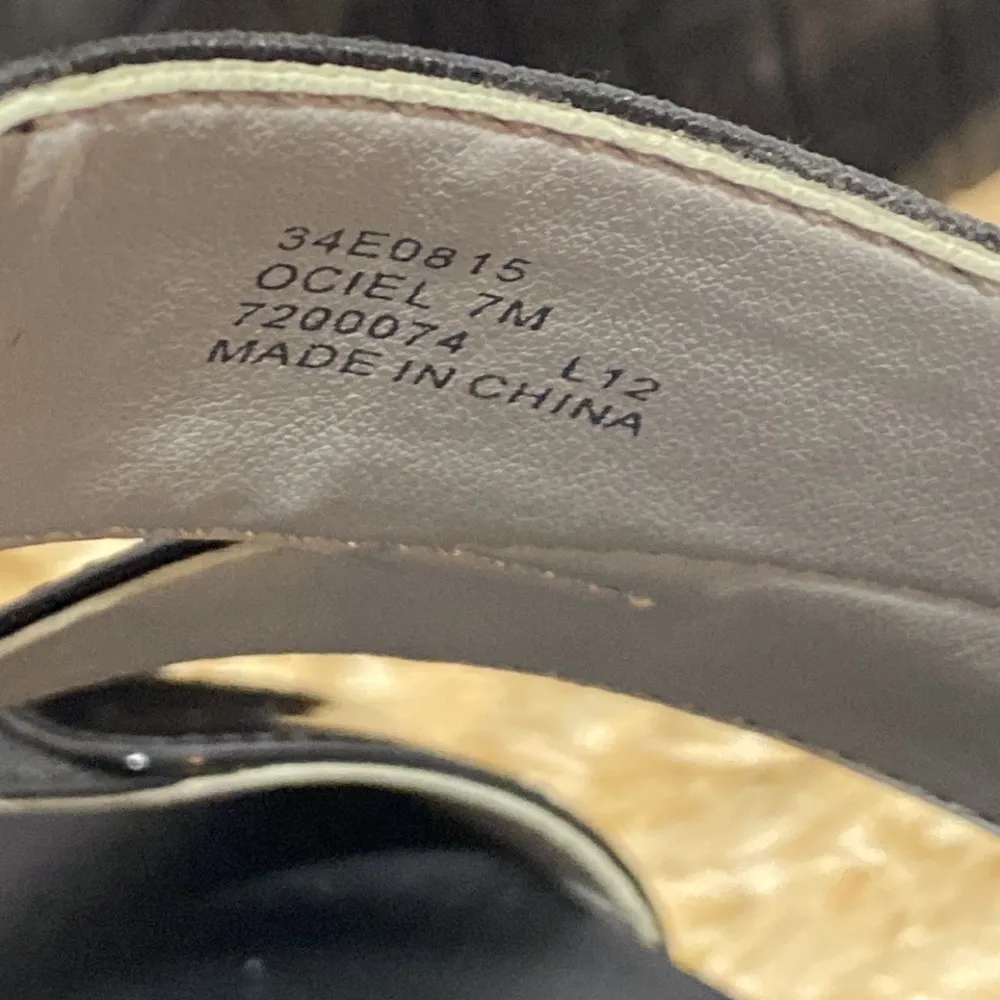 34E0815
OCIEL 7M
7200074 L12
MADE IN CHINA